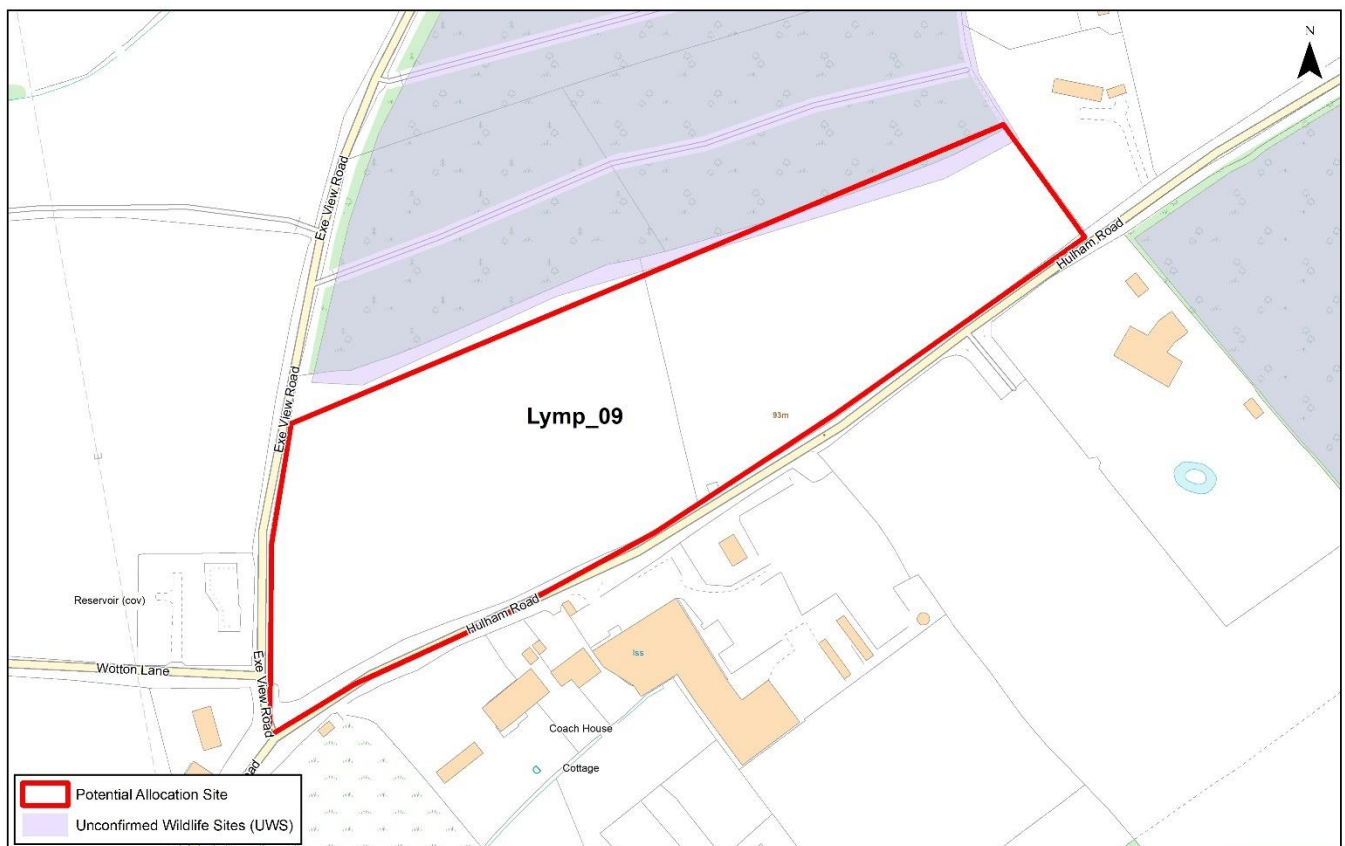 N
Exe View Road
Hulham Road
Exe View Road
Lymp_09
93m
Reservoir (cov)
Hulham Road
Iss
Wotton Lane
Exe View Road
Coach House
Cottage
Potential Allocation Site
Unconfirmed Wildlife Sites (UWS)